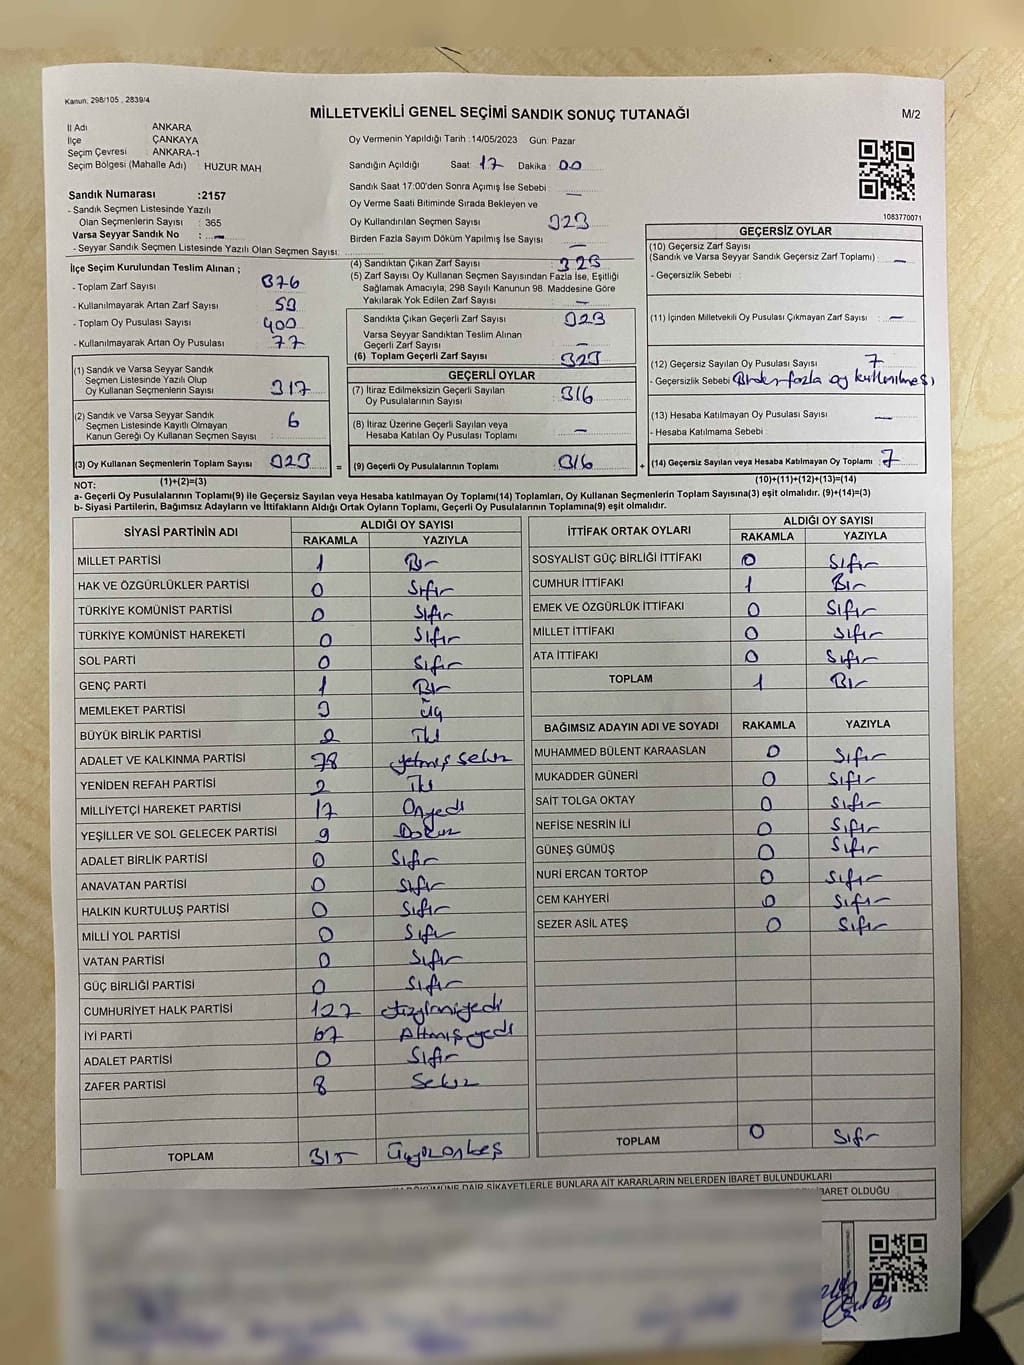 Kanun, 298/105 , 2839/4
MİLLETVEKİLİ GENEL SEÇİMİ SANDIK SONUÇ TUTANAĞI
M/2
İl Adı ANKARA
İlçe ÇANKAYA
Seçim Çevresi : ANKARA-1
Seçim Bölgesi (Mahalle Adı) : HUZUR MAH
Sandık Numarası :2157
- Sandık Seçmen Listesinde Yazılı
Olan Seçmenlerin Sayısı : 365
Varsa Seyyar Sandık No : —
- Seyyar Sandık Seçmen Listesinde Yazılı Olan Seçmen Sayısı:
Oy Vermenin Yapıldığı Tarih :14/05/2023 Gün: Pazar
Sandığın Açıldığı Saat: 17 Dakika : 00
Sandık Saat 17:00'den Sonra Açımış İse Sebebi : —
Oy Verme Saati Bitiminde Sırada Bekleyen ve
Oy Kullandırılan Seçmen Sayısı 323
Birden Fazla Sayım Döküm Yapılmış İse Sayısı —
1083770071
İlçe Seçim Kurulundan Teslim Alınan ;
- Toplam Zarf Sayısı : 376
- Kullanılmayarak Artan Zarf Sayısı : 53
- Toplam Oy Pusulası Sayısı : 400
- Kullanılmayarak Artan Oy Pusulası : 77
(1) Sandık ve Varsa Seyyar Sandık
Seçmen Listesinde Yazılı Olup
Oy Kullanan Seçmenlerin Sayısı : 317
(2) Sandık ve Varsa Seyyar Sandık
Seçmen Listesinde Kayıtlı Olmayan
Kanun Gereği Oy Kullanan Seçmen Sayısı : 6
(3) Oy Kullanan Seçmenlerin Toplam Sayısı 323
(1)+(2)=(3)
(4) Sandıktan Çıkan Zarf Sayısı : 323
(5) Zarf Sayısı Oy Kullanan Seçmen Sayısından Fazla İse, Eşitliği
Sağlamak Amacıyla, 298 Sayılı Kanunun 98. Maddesine Göre
Yakılarak Yok Edilen Zarf Sayısı : —
Sandıkta Çıkan Geçerli Zarf Sayısı : 323
Varsa Seyyar Sandıktan Teslim Alınan
Geçerli Zarf Sayısı : —
(6) Toplam Geçerli Zarf Sayısı : 323
GEÇERLİ OYLAR
(7) İtiraz Edilmeksizin Geçerli Sayılan
Oy Pusulalarının Sayısı : 316
(8) İtiraz Üzerine Geçerli Sayılan veya
Hesaba Katılan Oy Pusulası Toplamı : —
= (9) Geçerli Oy Pusulalarının Toplamı : 316
GEÇERSİZ OYLAR
(10) Geçersiz Zarf Sayısı
(Sandık ve Varsa Seyyar Sandık Geçersiz Zarf Toplamı) : —
- Geçersizlik Sebebi :
(11) İçinden Milletvekili Oy Pusulası Çıkmayan Zarf Sayısı : —
(12) Geçersiz Sayılan Oy Pusulası Sayısı : 7
- Geçersizlik Sebebi : Birden fazla oy kullanılması
(13) Hesaba Katılmayan Oy Pusulası Sayısı : —
- Hesaba Katılmama Sebebi :
+ (14) Geçersiz Sayılan veya Hesaba Katılmayan Oy Toplamı : 7
(10)+(11)+(12)+(13)=(14)
NOT:
a- Geçerli Oy Pusulalarının Toplamı(9) ile Geçersiz Sayılan veya Hesaba katılmayan Oy Toplamı(14) Toplamları, Oy Kullanan Seçmenlerin Toplam Sayısına(3) eşit olmalıdır. (9)+(14)=(3)
b- Siyasi Partilerin, Bağımsız Adayların ve İttifakların Aldığı Ortak Oyların Toplamı, Geçerli Oy Pusulalarının Toplamına(9) eşit olmalıdır.
SİYASİ PARTİNİN ADI ALDIĞI OY SAYISI
RAKAMLA YAZIYLA
MİLLET PARTİSİ 1 Bir
HAK VE ÖZGÜRLÜKLER PARTİSİ 0 Sıfır
TÜRKİYE KOMÜNİST PARTİSİ 0 Sıfır
TÜRKİYE KOMÜNİST HAREKETİ 0 Sıfır
SOL PARTİ 0 Sıfır
GENÇ PARTİ 1 Bir
MEMLEKET PARTİSİ 3 Üç
BÜYÜK BİRLİK PARTİSİ 2 İki
ADALET VE KALKINMA PARTİSİ 78 yetmiş sekiz
YENİDEN REFAH PARTİSİ 2 İki
MİLLİYETÇİ HAREKET PARTİSİ 17 Onyedi
YEŞİLLER VE SOL GELECEK PARTİSİ 9 Dokuz
ADALET BİRLİK PARTİSİ 0 Sıfır
ANAVATAN PARTİSİ 0 Sıfır
HALKIN KURTULUŞ PARTİSİ 0 Sıfır
MİLLİ YOL PARTİSİ 0 Sıfır
VATAN PARTİSİ 0 Sıfır
GÜÇ BİRLİĞİ PARTİSİ 0 Sıfır
CUMHURİYET HALK PARTİSİ 127 yüzyirmiyedi
İYİ PARTİ 67 Altmışyedi
ADALET PARTİSİ 0 Sıfır
ZAFER PARTİSİ 8 Sekiz
TOPLAM 315 Üçyüzonbeş
İTTİFAK ORTAK OYLARI ALDIĞI OY SAYISI
RAKAMLA YAZIYLA
SOSYALİST GÜÇ BİRLİĞİ İTTİFAKI 0 Sıfır
CUMHUR İTTİFAKI 1 Bir
EMEK VE ÖZGÜRLÜK İTTİFAKI 0 Sıfır
MİLLET İTTİFAKI 0 Sıfır
ATA İTTİFAKI 0 Sıfır
TOPLAM 1 Bir
BAĞIMSIZ ADAYIN ADI VE SOYADI RAKAMLA YAZIYLA
MUHAMMED BÜLENT KARAASLAN 0 Sıfır
MUKADDER GÜNERİ 0 Sıfır
SAİT TOLGA OKTAY 0 Sıfır
NEFİSE NESRİN İLİ 0 Sıfır
GÜNEŞ GÜMÜŞ 0 Sıfır
NURİ ERCAN TORTOP 0 Sıfır
CEM KAHYERİ 0 Sıfır
SEZER ASİL ATEŞ 0 Sıfır
TOPLAM 0 Sıfır
DÖKÜMÜNE DAİR ŞİKAYETLERLE BUNLARA AİT KARARLARIN NELERDEN İBARET BULUNDUKLARI
İBARET OLDUĞU